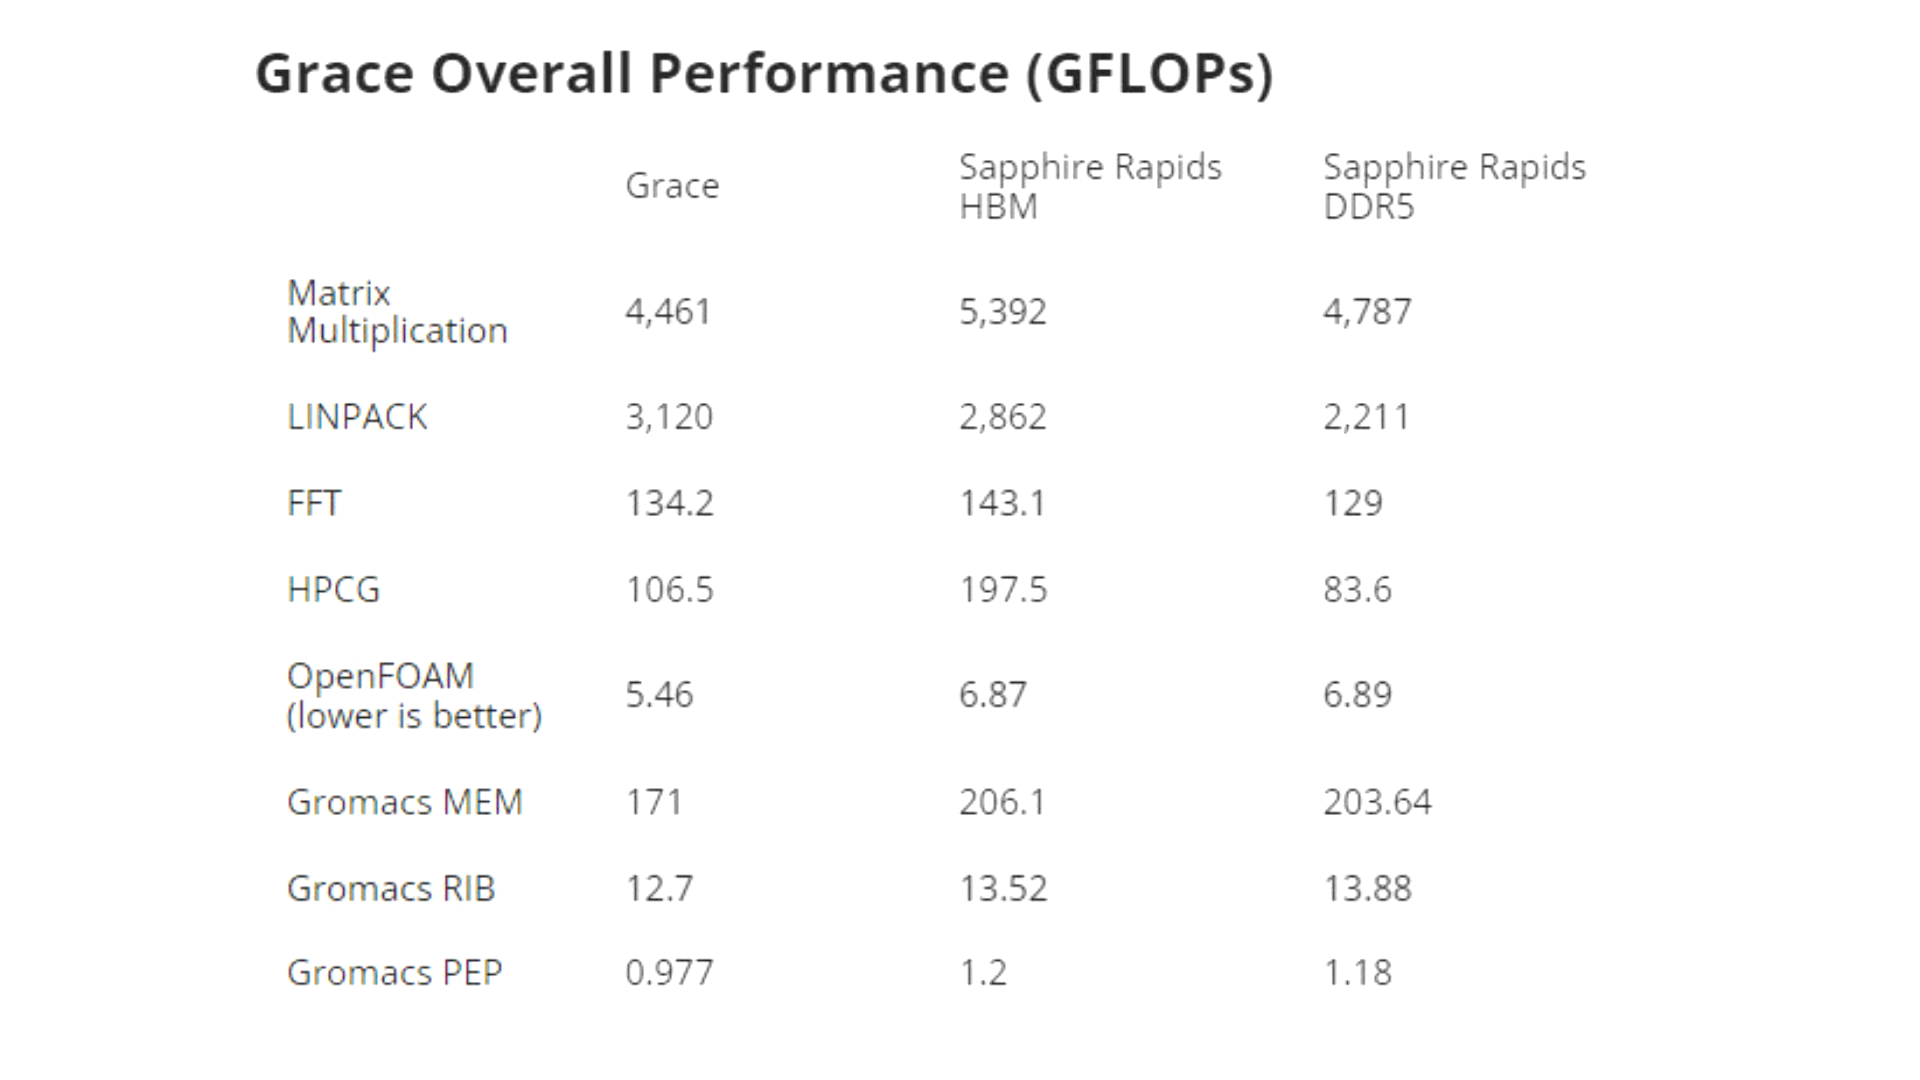 Grace Overall Performance (GFLOPs)
Grace
Sapphire Rapids
HBM
Sapphire Rapids
DDR5
Matrix
Multiplication
4,461
5,392
4,787
LINPACK
3,120
2,862
2,211
FFT
134.2
143.1
129
HPCG
106.5
197.5
83.6
OpenFOAM
(lower is better)
5.46
6.87
6.89
Gromacs MEM
171
206.1
203.64
Gromacs RIB
12.7
13.52
13.88
Gromacs PEP
0.977
1.2
1.18